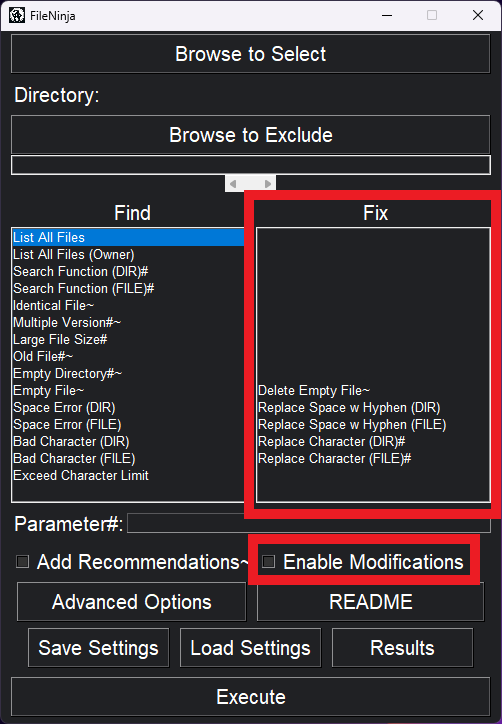 FileNinja
Browse to Select
Directory:
Browse to Exclude
Find
List All Files
List All Files (Owner)
Search Function (DIR)#
Search Function (FILE)#
Identical File~
Multiple Version#~
Large File Size#
Old File#~
Empty Directory#~
Empty File~
Space Error (DIR)
Space Error (FILE)
Bad Character (DIR)
Bad Character (FILE)
Exceed Character Limit
Fix
Delete Empty File~
Replace Space w Hyphen (DIR)
Replace Space w Hyphen (FILE)
Replace Character (DIR)#
Replace Character (FILE)#
Parameter#:
Add Recommendations~
Enable Modifications
Advanced Options
README
Save Settings
Load Settings
Results
Execute